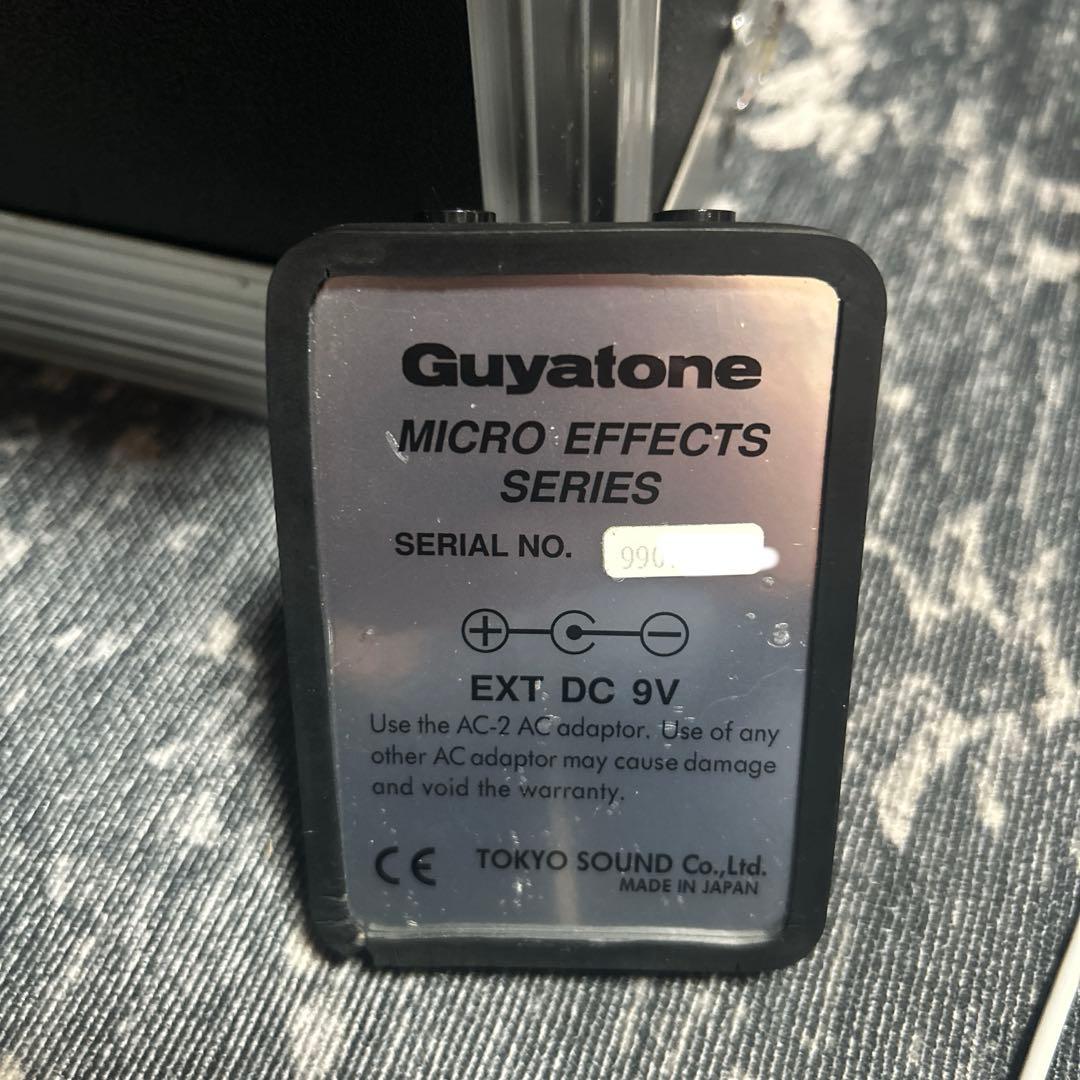 Guyatone
MICRO EFFECTS
SERIES
SERIAL NO. 990
EXT DC 9V
Use the AC-2 AC adaptor. Use of any
other AC adaptor may cause damage
and void the warranty.
CE TOKYO SOUND Co.,Ltd.
MADE IN JAPAN